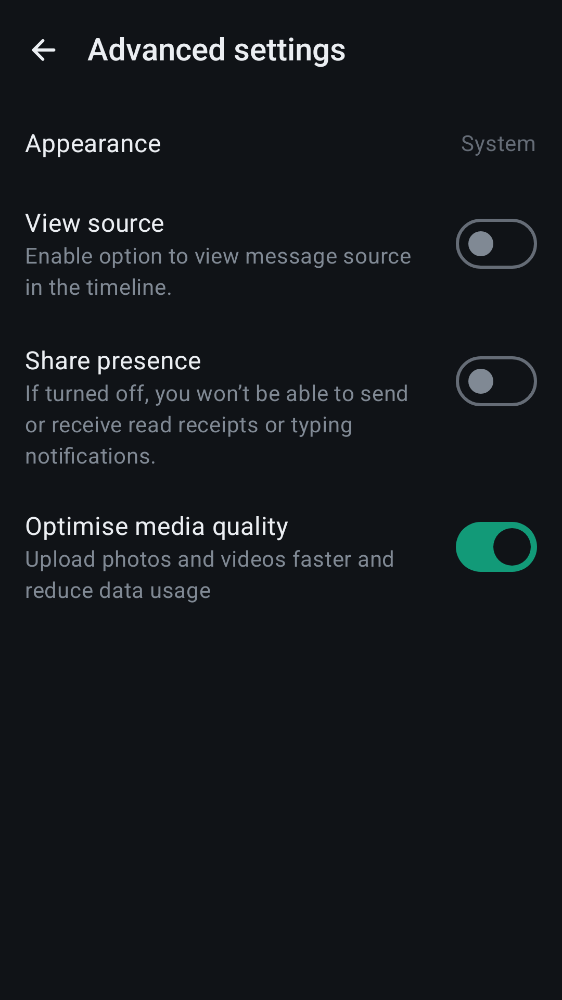 Advanced settings
Appearance
System
View source
Enable option to view message source
in the timeline.
Share presence
If turned off, you won’t be able to send
or receive read receipts or typing
notifications.
Optimise media quality
Upload photos and videos faster and
reduce data usage